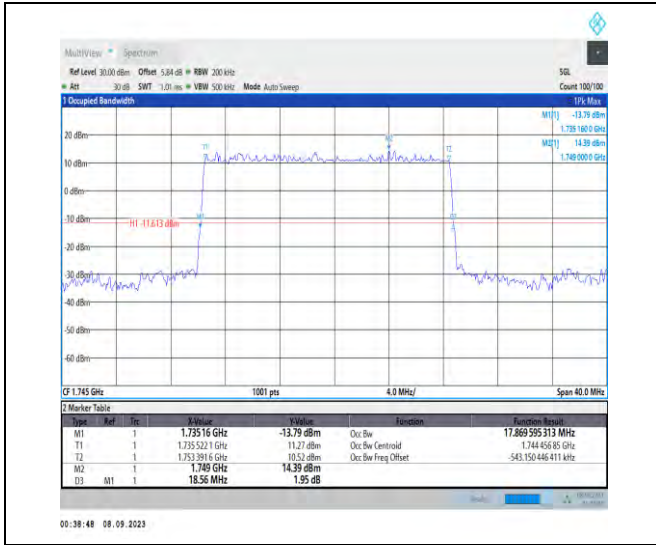 MultiView Spectrum
Ref Level 30.00 dBm Offset 5.84 dB RBW 200 kHz SGL
Att 30 dB SWT 1.01 ms VBW 500 kHz Mode Auto Sweep Count 100/100
1 Occupied Bandwidth 1Pk Max
M1[1] -13.79 dBm
1.735 160 0 GHz
M2[1] 14.39 dBm
1.749 000 0 GHz
20 dBm
M2
T1
T2
10 dBm
0 dBm
-10 dBm
M1
D3
H1 -11.613 dBm
-20 dBm
-30 dBm
-40 dBm
-50 dBm
-60 dBm
CF 1.745 GHz 1001 pts 4.0 MHz/ Span 40.0 MHz
2 Marker Table
Type Ref Trc X-Value Y-Value Function Function Result
M1 1 1.73516 GHz -13.79 dBm Occ Bw 17.869 595 313 MHz
T1 1 1.735 522 1 GHz 11.27 dBm Occ Bw Centroid 1.744 456 85 GHz
T2 1 1.753 391 6 GHz 10.52 dBm Occ Bw Freq Offset -543.150 446 411 kHz
M2 1 1.749 GHz 14.39 dBm
D3 M1 1 18.56 MHz 1.95 dB
00:38:48 08.09.2023